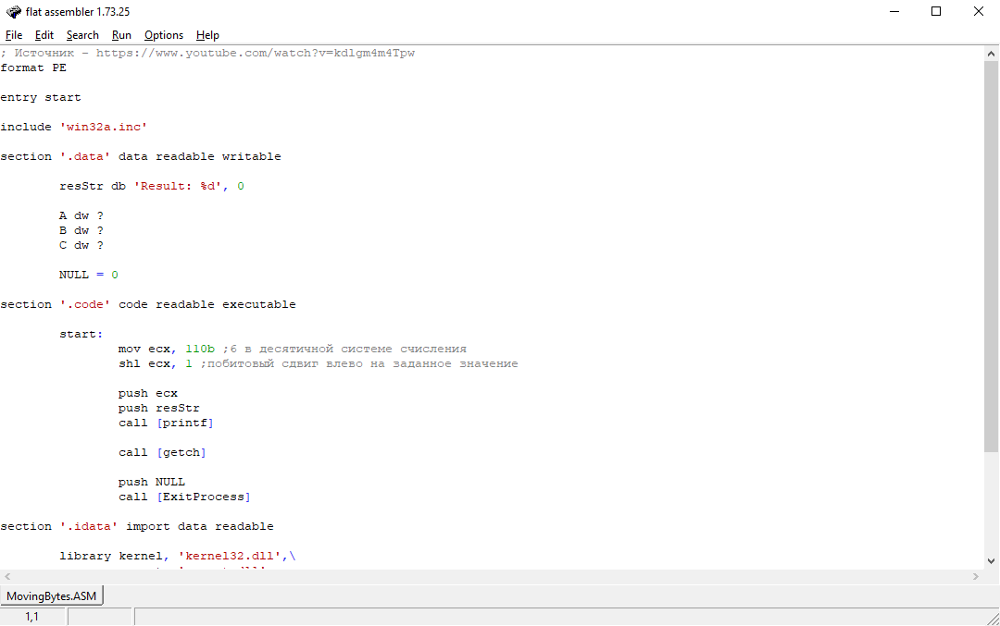 flat assembler 1.73.25
File Edit Search Run Options Help
; Источник - https://www.youtube.com/watch?v=kdlgm4m4Tpw
format PE
entry start
include 'win32a.inc'
section '.data' data readable writable
resStr db 'Result: %d', 0
A dw ?
B dw ?
C dw ?
NULL = 0
section '.code' code readable executable
start:
mov ecx, 110b ;6 в десятичной системе счисления
shl ecx, 1 ;побитовый сдвиг влево на заданное значение
push ecx
push resStr
call [printf]
call [getch]
push NULL
call [ExitProcess]
section '.idata' import data readable
library kernel, 'kernel32.dll',\
MovingBytes.ASM
1,1